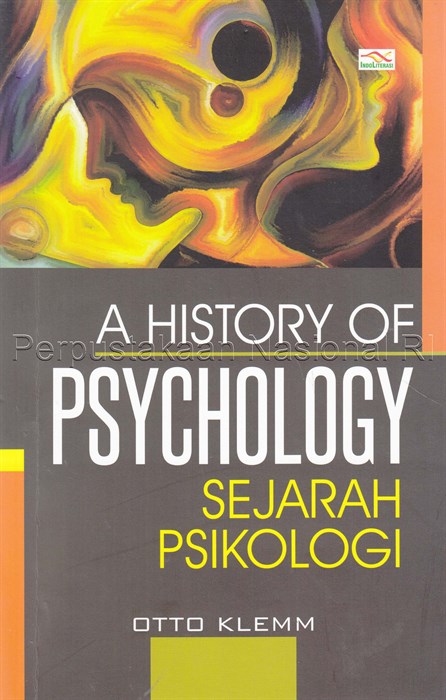 IndoLiterasi
A HISTORY OF
Perpustakaan Nasional RI
PSYCHOLOGY
SEJARAH
PSIKOLOGI
OTTO KLEMM